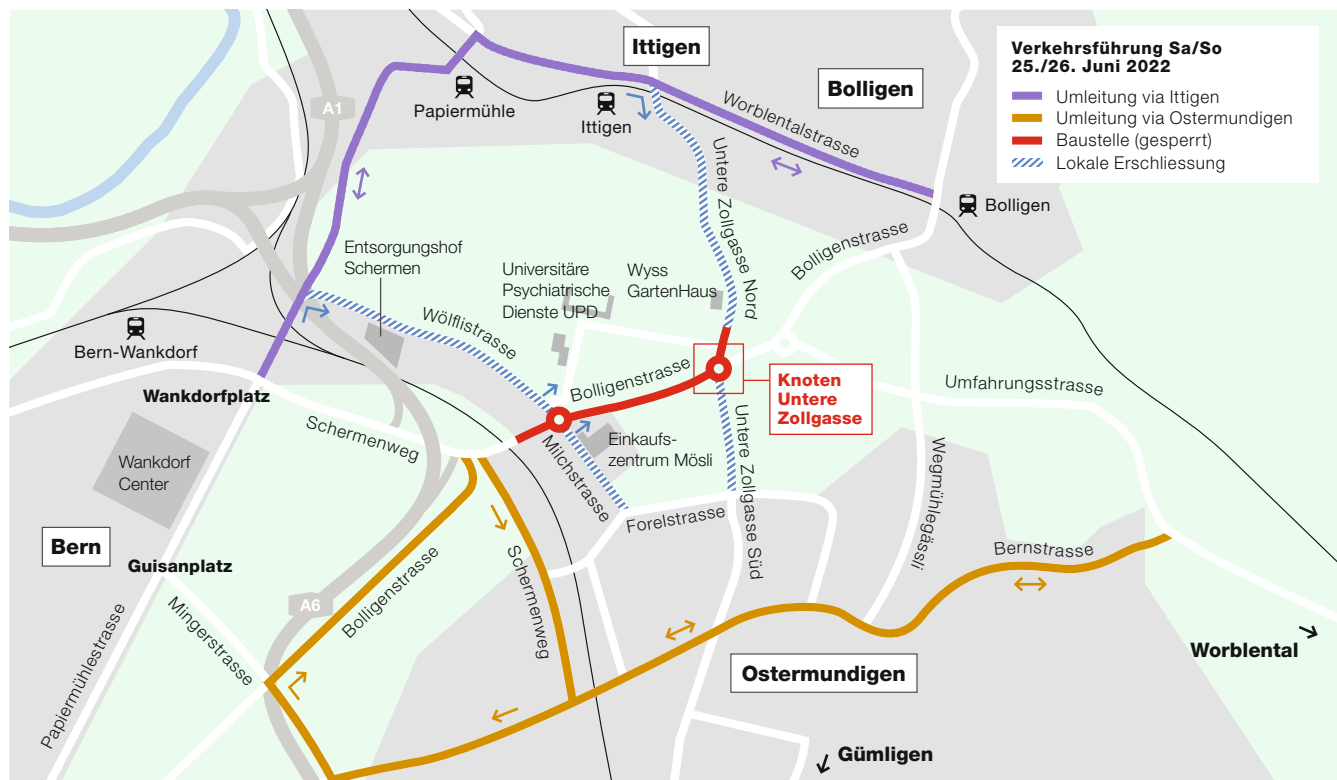 Verkehrsführung Sa/So
25./26. Juni 2022
Umleitung via Ittigen
Umleitung via Ostermundigen
Baustelle (gesperrt)
Lokale Erschliessung
Ittigen
Bolligen
A1
Papiermühle
Ittigen
Worblentalstrasse
Bolligen
Untere Zollgasse Nord
Bolligenstrasse
Entsorgungshof
Schermen
Universitäre
Psychiatrische
Dienste UPD
Wyss
GartenHaus
Wölflistrasse
Bern-Wankdorf
Wankdorfplatz
Bolligenstrasse
Knoten
Untere
Zollgasse
Umfahrungsstrasse
Schermenweg
Milchstrasse
Einkaufs-
zentrum Mösli
Untere Zollgasse Süd
Wegmühlegässli
Wankdorf
Center
Forelstrasse
Bern
Guisanplatz
Bernstrasse
Schermenweg
Bolligenstrasse
A6
Mingerstrasse
Papiermühlestrasse
Worblental
Ostermundigen
Gümligen